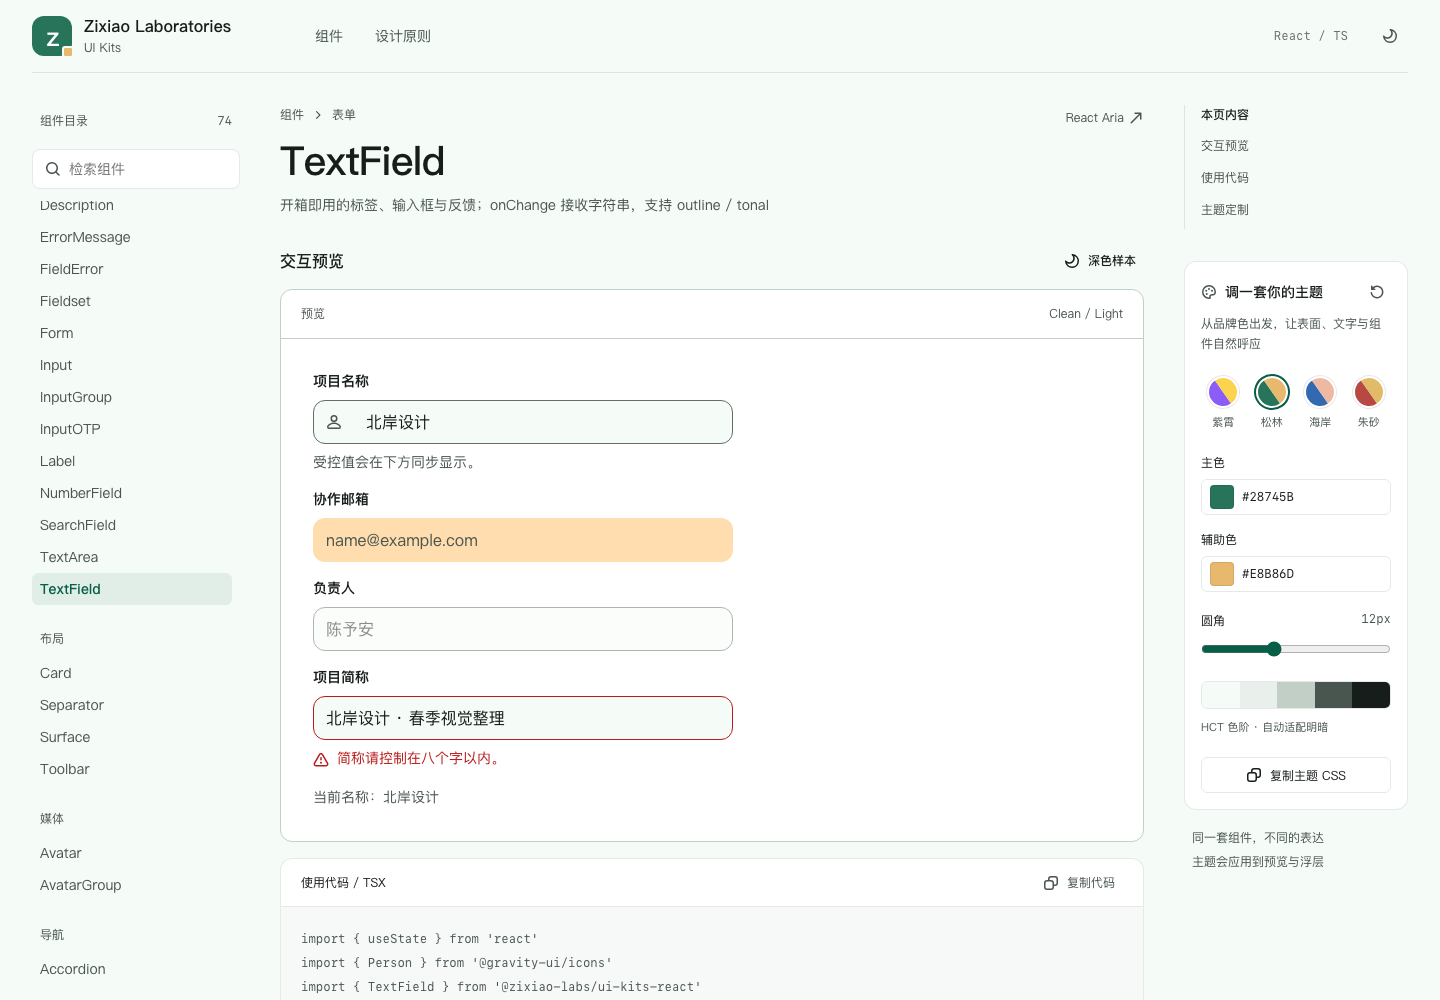 Z
Zixiao Laboratories
UI Kits
组件
设计原则
React / TS
组件目录
74
检索组件
Description
ErrorMessage
FieldError
Fieldset
Form
Input
InputGroup
InputOTP
Label
NumberField
SearchField
TextArea
TextField
布局
Card
Separator
Surface
Toolbar
媒体
Avatar
AvatarGroup
导航
Accordion
组件 > 表单
React Aria
TextField
开箱即用的标签、输入框与反馈；onChange 接收字符串，支持 outline / tonal
交互预览
深色样本
预览
Clean / Light
项目名称
北岸设计
受控值会在下方同步显示。
协作邮箱
name@example.com
负责人
陈予安
项目简称
北岸设计 · 春季视觉整理
简称请控制在八个字以内。
当前名称：北岸设计
使用代码 / TSX
复制代码
import { useState } from 'react'
import { Person } from '@gravity-ui/icons'
import { TextField } from '@zixiao-labs/ui-kits-react'
本页内容
交互预览
使用代码
主题定制
调一套你的主题
从品牌色出发，让表面、文字与组
件自然呼应
紫霄
松林
海岸
朱砂
主色
#28745B
辅助色
#E8B86D
圆角
12px
HCT 色阶 · 自动适配明暗
复制主题 CSS
同一套组件，不同的表达
主题会应用到预览与浮层